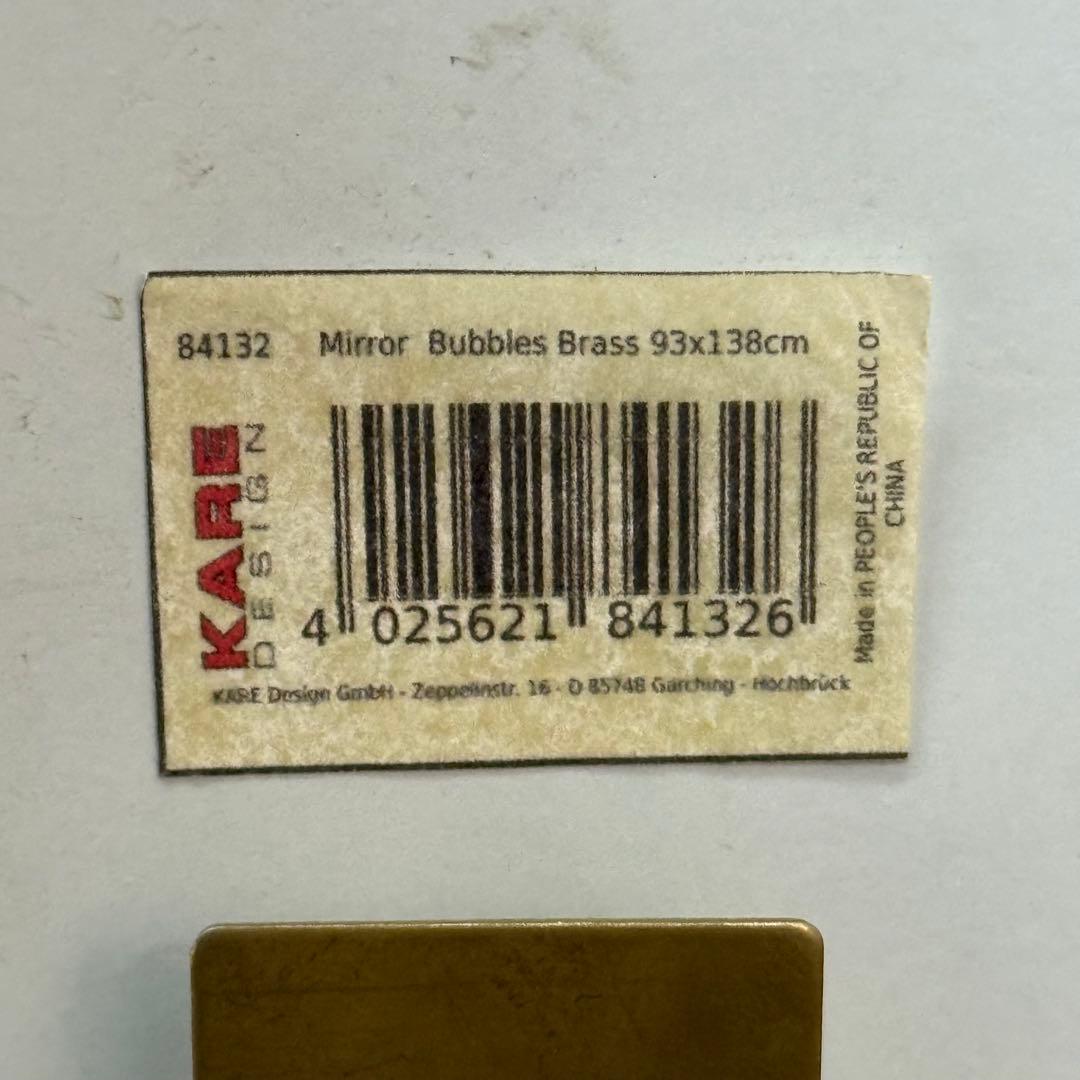 84132 Mirror Bubbles Brass 93x138cm
KARE
DESIGN
4 025621 841326
KARE Design GmbH - Zeppelinstr. 16 - D 85748 Garching - Hochbrück
Made in PEOPLE'S REPUBLIC OF
CHINA